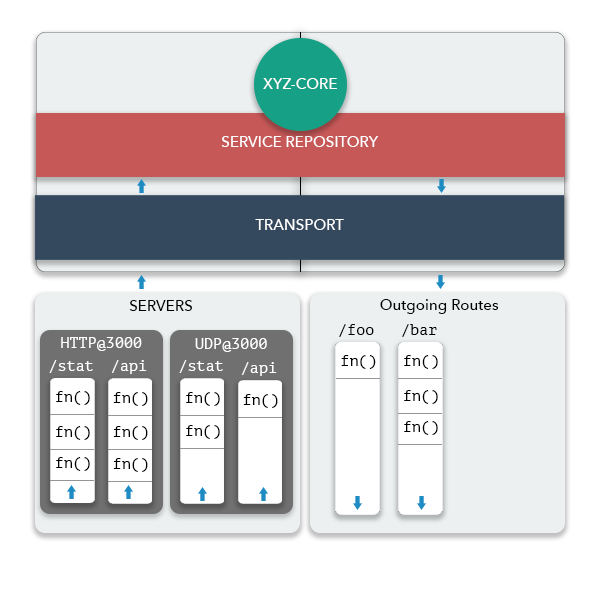 XYZ-CORE
SERVICE REPOSITORY
TRANSPORT
SERVERS
HTTP@3000
/stat /api
fn() fn()
fn() fn()
fn() fn()
UDP@3000
/stat /api
fn() fn()
fn()
Outgoing Routes
/foo /bar
fn() fn()
fn()
fn()